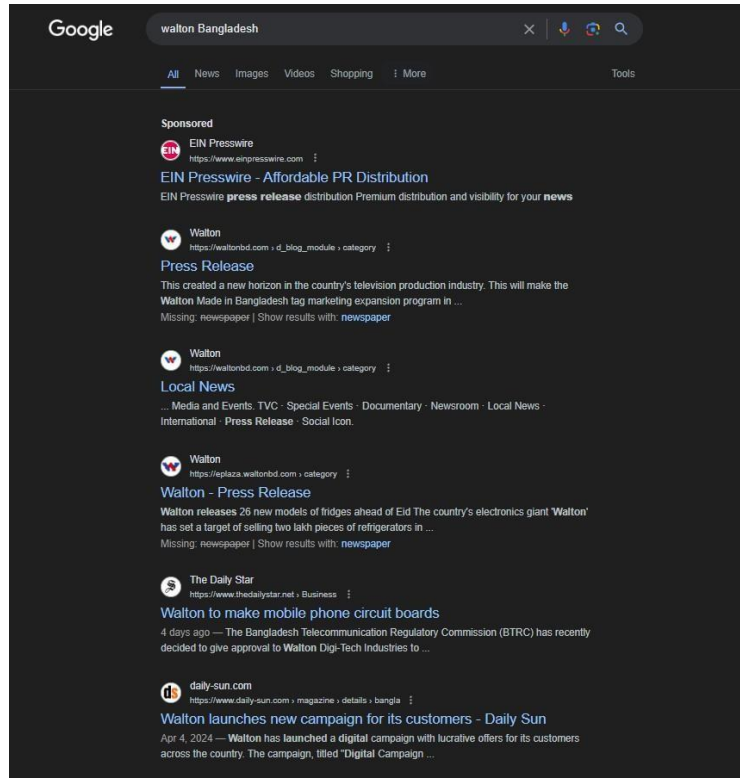 Google
walton Bangladesh
All News Images Videos Shopping More Tools
Sponsored
EIN
EIN Presswire
https://www.einpresswire.com
EIN Presswire - Affordable PR Distribution
EIN Presswire press release distribution Premium distribution and visibility for your news
Walton
https://waltonbd.com › d_blog_module › category
Press Release
This created a new horizon in the country's television production industry. This will make the
Walton Made in Bangladesh tag marketing expansion program in ...
Missing: newspaper | Show results with: newspaper
Walton
https://waltonbd.com › d_blog_module › category
Local News
... Media and Events. TVC · Special Events · Documentary · Newsroom · Local News ·
International · Press Release · Social Icon.
Walton
https://eplaza.waltonbd.com › category
Walton - Press Release
Walton releases 26 new models of fridges ahead of Eid The country's electronics giant 'Walton'
has set a target of selling two lakh pieces of refrigerators in ...
Missing: newspaper | Show results with: newspaper
The Daily Star
https://www.thedailystar.net › Business
Walton to make mobile phone circuit boards
4 days ago — The Bangladesh Telecommunication Regulatory Commission (BTRC) has recently
decided to give approval to Walton Digi-Tech Industries to ...
ds
daily-sun.com
https://www.daily-sun.com › magazine › details › bangla
Walton launches new campaign for its customers - Daily Sun
Apr 4, 2024 — Walton has launched a digital campaign with lucrative offers for its customers
across the country. The campaign, titled "Digital Campaign ...